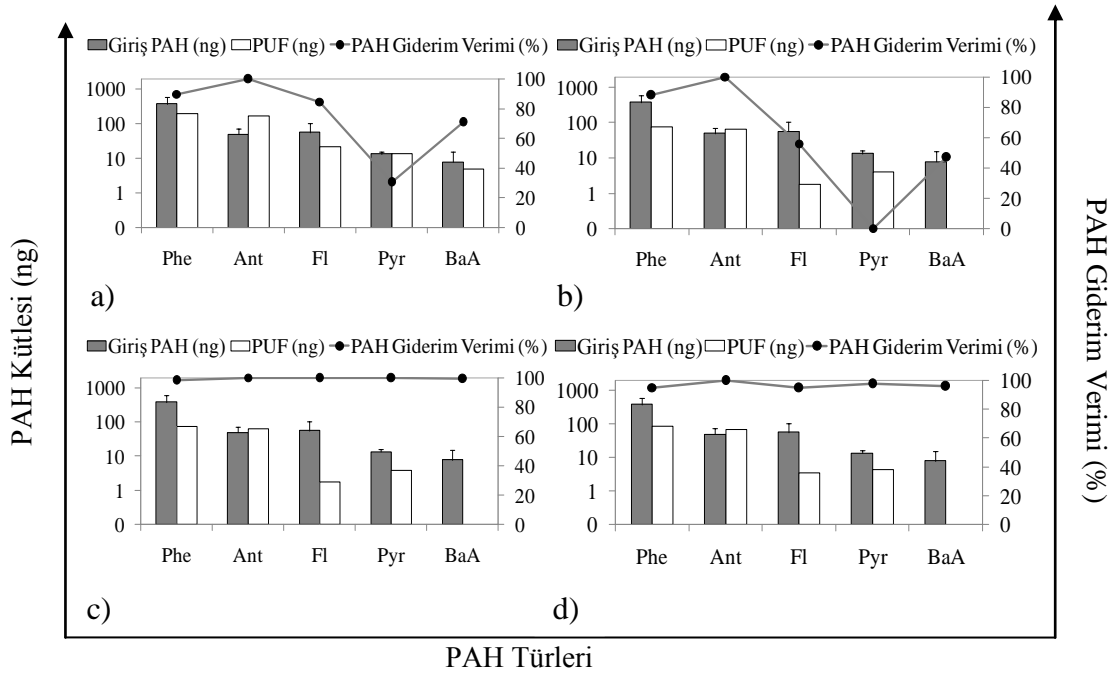 Giriş PAH (ng) PUF (ng) PAH Giderim Verimi (%)
1000
100
10
1
0
100
80
60
40
20
0
Phe Ant Fl Pyr BaA
a)
Giriş PAH (ng) PUF (ng) PAH Giderim Verimi (%)
1000
100
10
1
0
100
80
60
40
20
0
Phe Ant Fl Pyr BaA
b)
Giriş PAH (ng) PUF (ng) PAH Giderim Verimi (%)
1000
100
10
1
0
100
80
60
40
20
0
Phe Ant Fl Pyr BaA
c)
Giriş PAH (ng) PUF (ng) PAH Giderim Verimi (%)
1000
100
10
1
0
100
80
60
40
20
0
Phe Ant Fl Pyr BaA
d)
PAH Kütlesi (ng)
PAH Giderim Verimi (%)
PAH Türleri